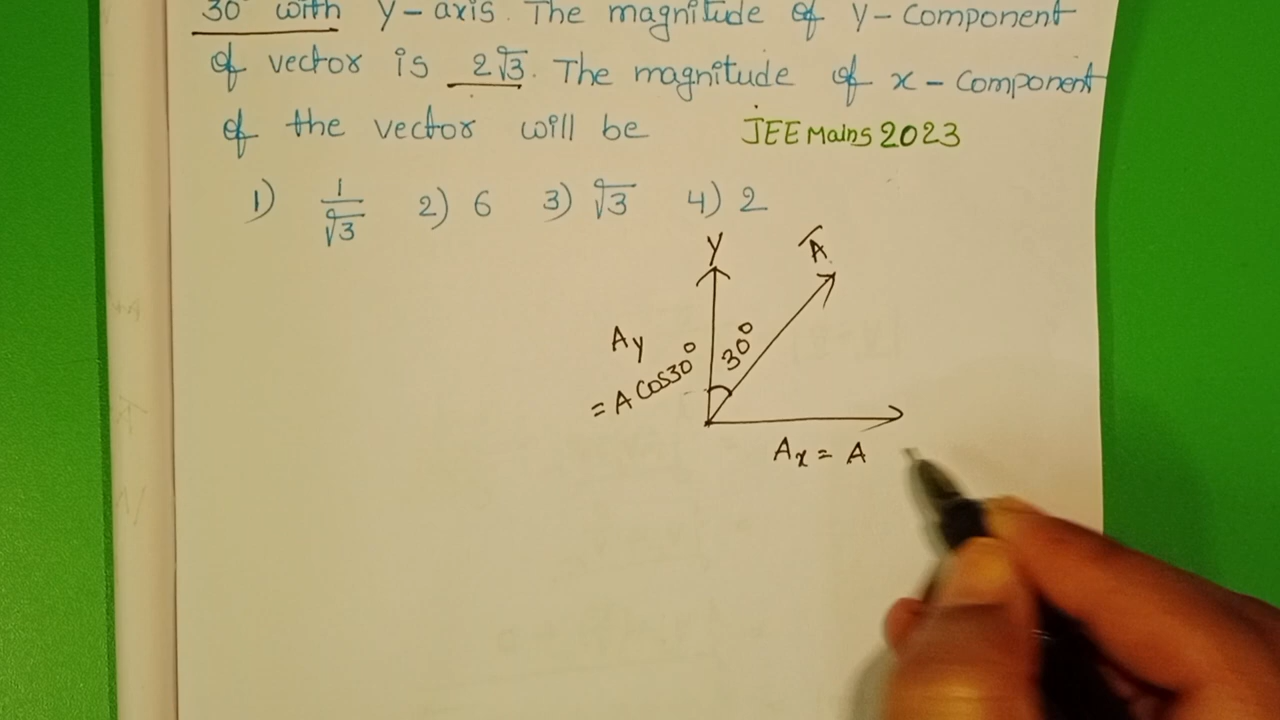 30° with y-axis. The magnitude of y-component
of vector is 2√3. The magnitude of x-component
of the vector will be JEE Mains 2023
1) 1/√3 2) 6 3) √3 4) 2
y A
Ay 30°
= A cos30°
Ax = A